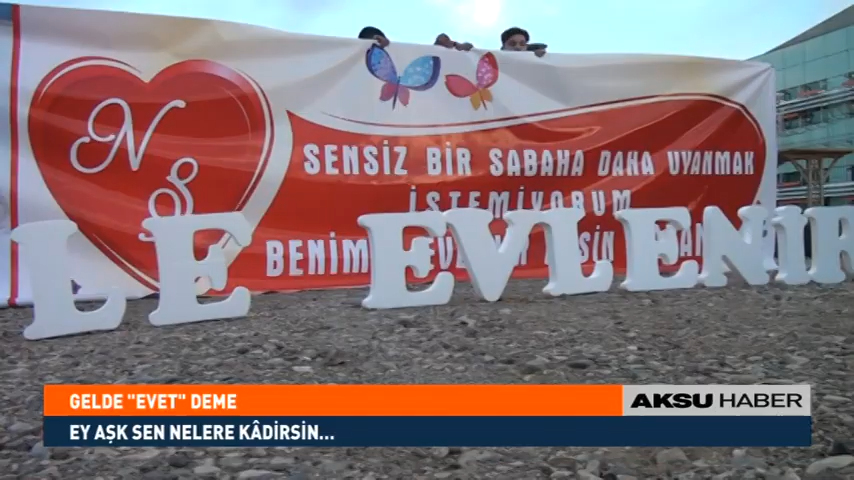 N
S
SENSİZ BİR SABAHA DAHA UYANMAK
İSTEMİYORUM
BENİM
LE EVLENİR
GELDE "EVET" DEME
AKSU HABER
EY AŞK SEN NELERE KÂDİRSİN...